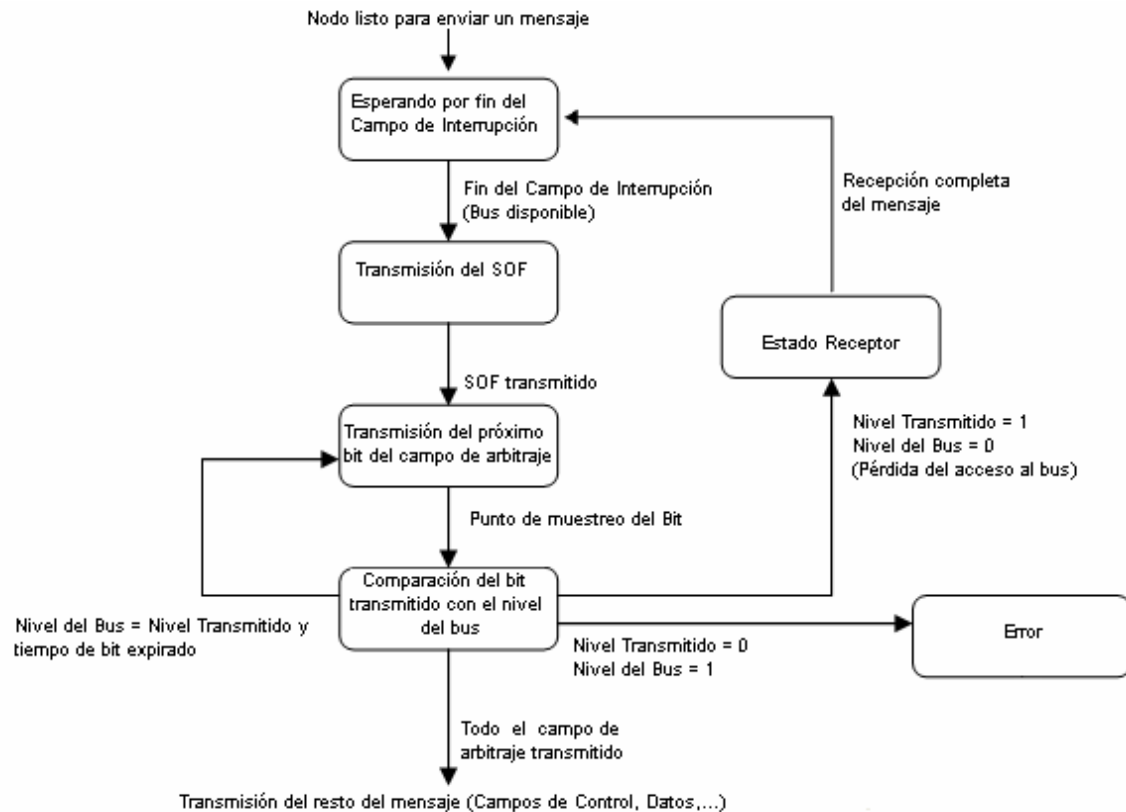 Nodo listo para enviar un mensaje
Esperando por fin del
Campo de Interrupción
Fin del Campo de Interrupción
(Bus disponible)
Recepción completa
del mensaje
Transmisión del SOF
Estado Receptor
SOF transmitido
Transmisión del próximo
bit del campo de arbitraje
Nivel Transmitido = 1
Nivel del Bus = 0
(Pérdida del acceso al bus)
Punto de muestreo del Bit
Comparación del bit
transmitido con el nivel
del bus
Nivel del Bus = Nivel Transmitido y
tiempo de bit expirado
Nivel Transmitido = 0
Nivel del Bus = 1
Error
Todo el campo de
arbitraje transmitido
Transmisión del resto del mensaje (Campos de Control, Datos,...)